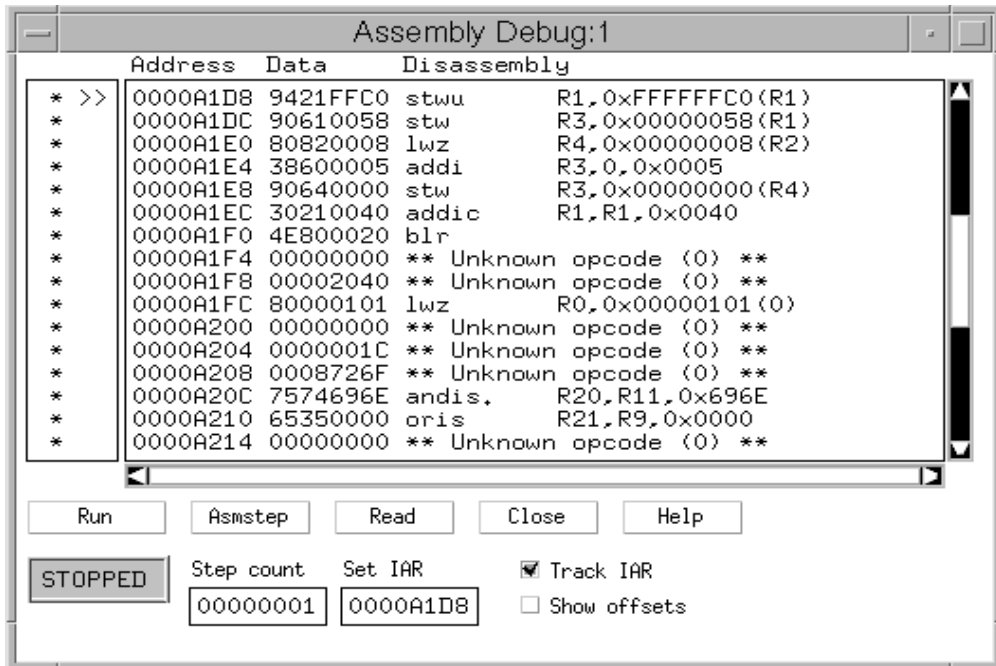 Assembly Debug:1
Address Data Disassembly
* >> 0000A1D8 9421FFC0 stwu R1,0xFFFFFFC0(R1)
* 0000A1DC 90610058 stw R3,0x00000058(R1)
* 0000A1E0 80820008 lwz R4,0x00000008(R2)
* 0000A1E4 38600005 addi R3,0,0x0005
* 0000A1E8 90640000 stw R3,0x00000000(R4)
* 0000A1EC 30210040 addic R1,R1,0x0040
* 0000A1F0 4E800020 blr
* 0000A1F4 00000000 ** Unknown opcode (0) **
* 0000A1F8 00002040 ** Unknown opcode (0) **
* 0000A1FC 80000101 lwz R0,0x00000101(0)
* 0000A200 00000000 ** Unknown opcode (0) **
* 0000A204 0000001C ** Unknown opcode (0) **
* 0000A208 0008726F ** Unknown opcode (0) **
* 0000A20C 7574696E andis. R20,R11,0x696E
* 0000A210 65350000 oris R21,R9,0x0000
* 0000A214 00000000 ** Unknown opcode (0) **
Run Asmstep Read Close Help
STOPPED Step count Set IAR Track IAR
00000001 0000A1D8 Show offsets